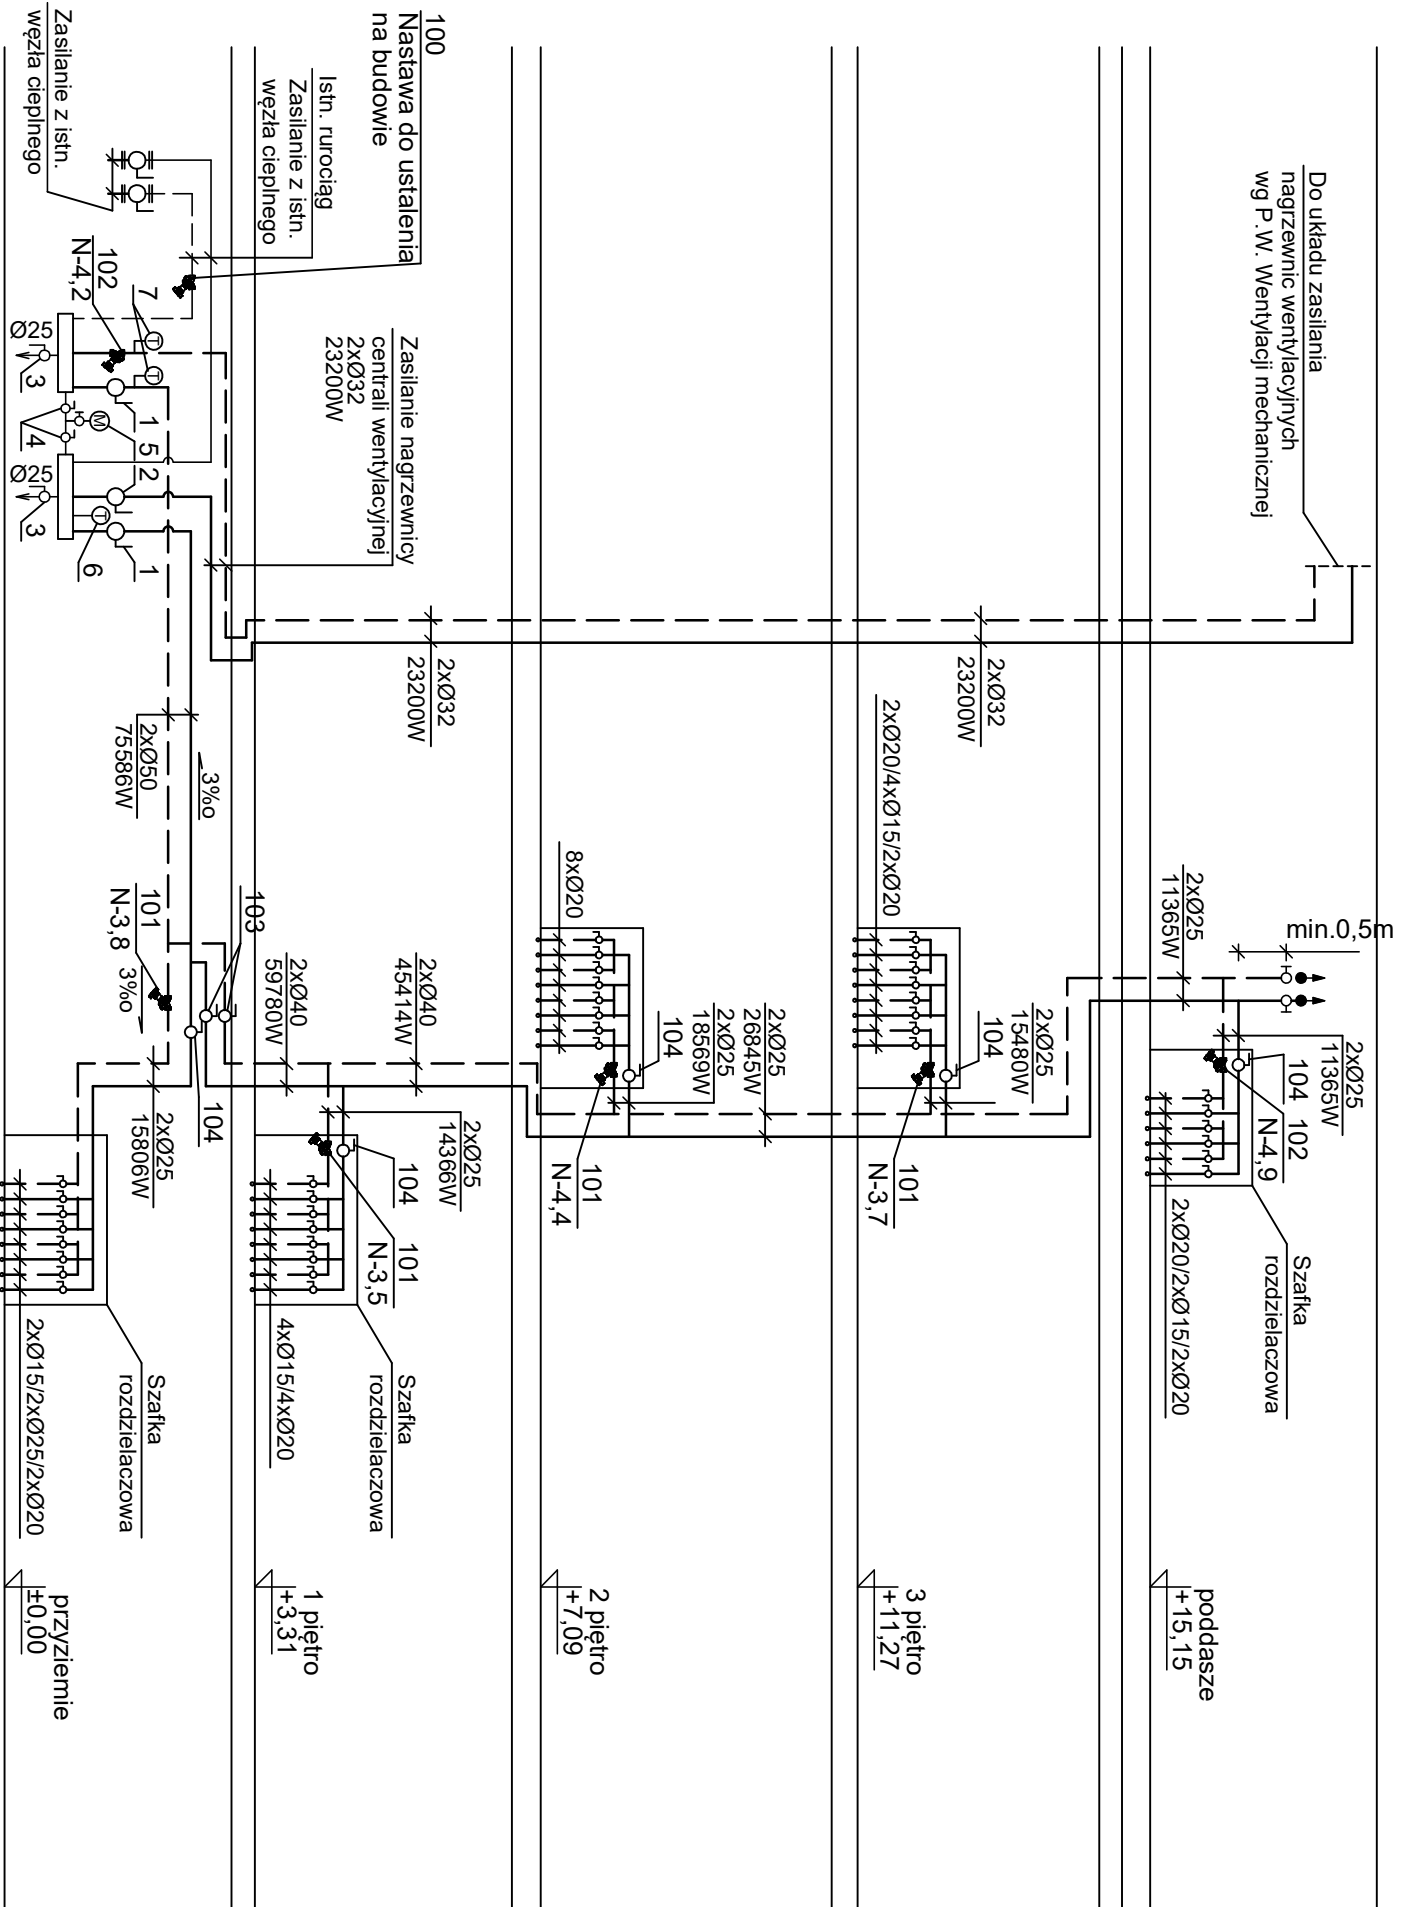 Do układu zasilania
nagrzewnic wentylacyjnych
wg P.W. Wentylacji mechanicznej
min.0,5m
2xØ25
11365W
2xØ25
11365W
104
102
N-4,9
2xØ20/2xØ15/2xØ20
Szafka
rozdzielaczowa
poddasze
+15,15
2xØ32
23200W
2xØ20/4xØ15/2xØ20
2xØ25
15480W
104
101
N-3,7
3 piętro
+11,27
2xØ32
23200W
8xØ20
2xØ25
26845W
2xØ25
18569W
104
101
N-4,4
2 piętro
+7,09
100
Nastawa do ustalenia
na budowie
Istn. rurociąg
Zasilanie z istn.
węzła cieplnego
Zasilanie nagrzewnicy
centrali wentylacyjnej
2xØ32
23200W
2xØ40
45414W
2xØ40
59780W
2xØ25
14366W
104
101
N-3,5
4xØ15/4xØ20
Szafka
rozdzielaczowa
1 piętro
+3,31
Zasilanie z istn.
węzła cieplnego
102
N-4,2
7
T
T
1
5
2
M
T
1
6
Ø25
3
4
Ø25
3
3%o
2xØ50
75586W
103
101
N-3,8
3%o
104
2xØ25
15806W
2xØ15/2xØ25/2xØ20
Szafka
rozdzielaczowa
przyziemie
±0,00